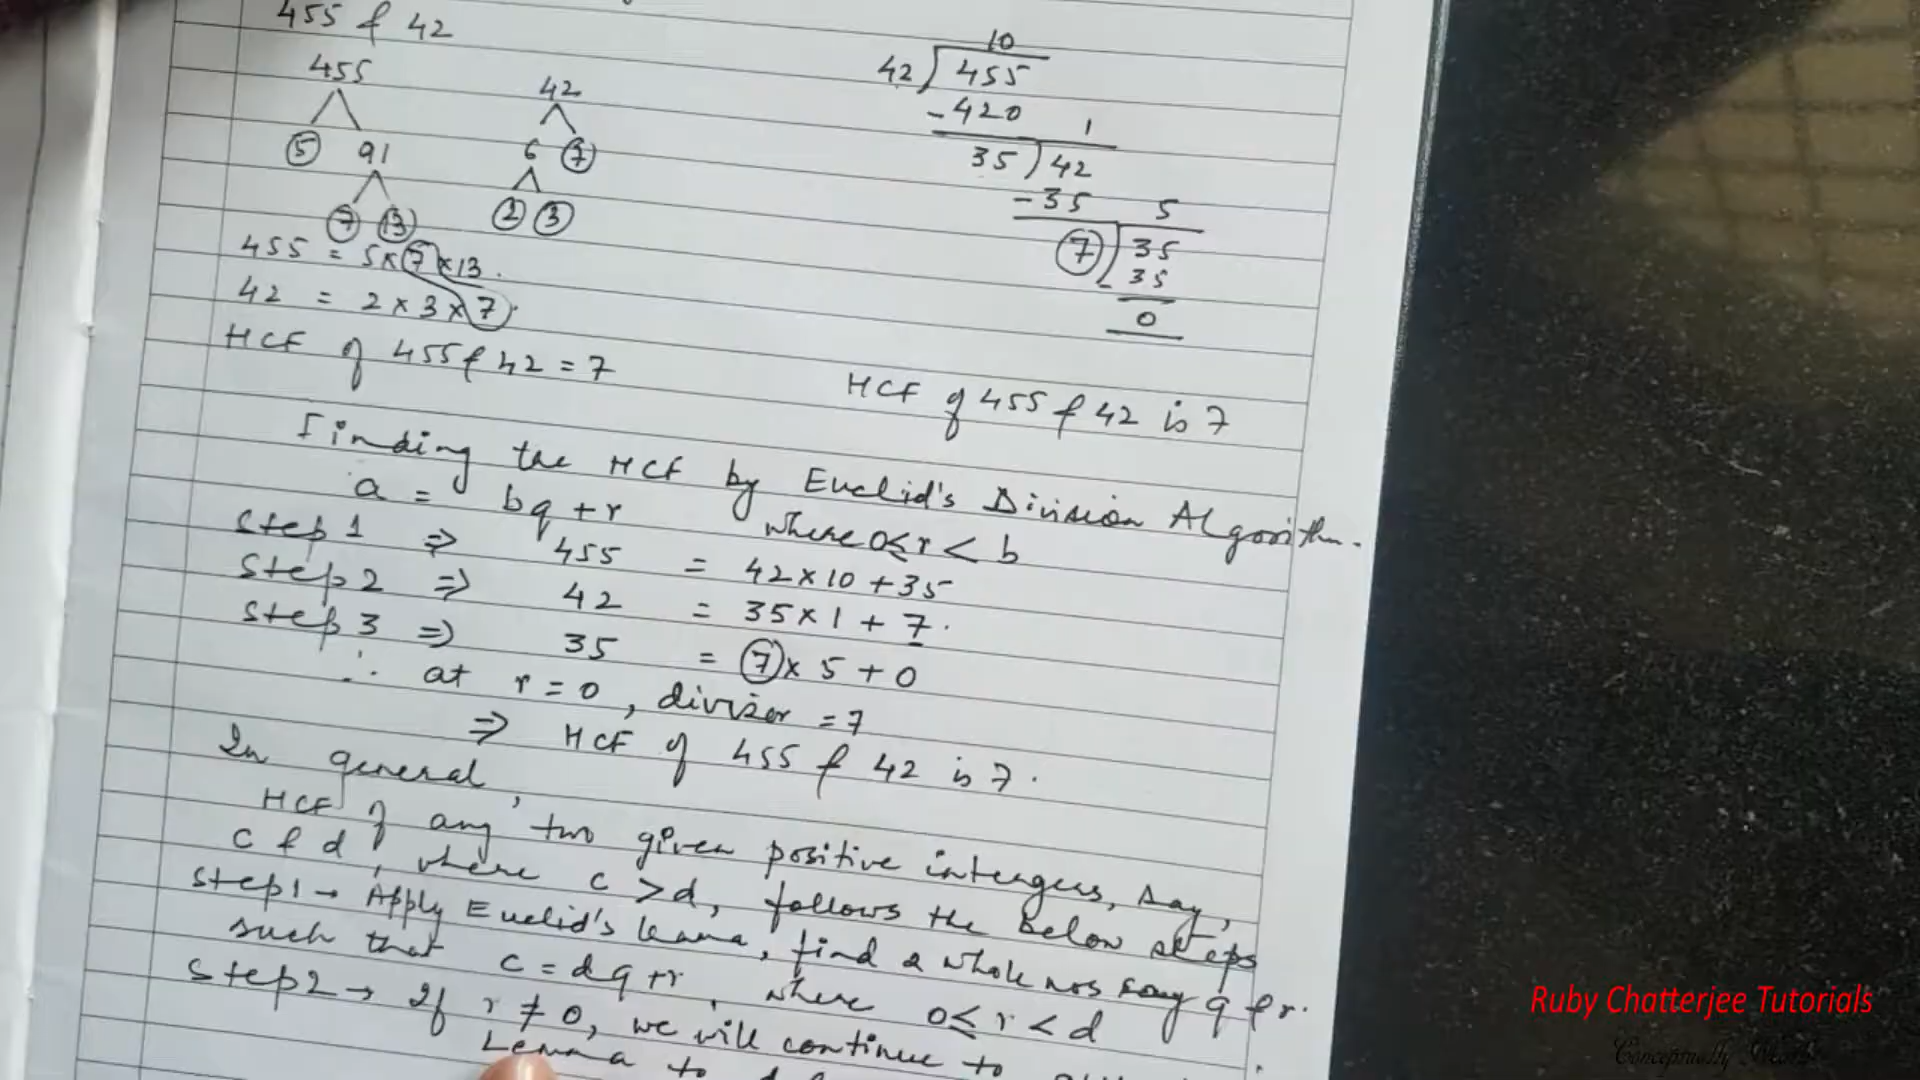 455 & 42
455
42
5 91
6 7
7 13
2 3
455 = 5×7×13.
42 = 2×3×7.
HCF of 455 & 42 = 7
10
42 ) 455
-420 1
35 ) 42
-35 5
7 ) 35
- 35
0
HCF of 455 & 42 is 7
Finding the HCF by Euclid's Division Algorithm.
a = bq + r where 0≤r < b
Step 1 ⇒ 455 = 42×10 + 35
Step 2 ⇒ 42 = 35×1 + 7.
Step 3 ⇒ 35 = 7× 5 + 0
∴ at r = 0, divisor = 7
⇒ HCF of 455 & 42 is 7.
In general,
HCF of any two given positive intergers, say,
c & d, where c > d, follows the below steps
step1→ Apply Euclid's lema, find a whole nos say q & r.
such that c = dq + r, where 0≤ r < d
Step2 → If r ≠ 0, we will continue to
Lemma to
Ruby Chatterjee Tutorials
Conceptually